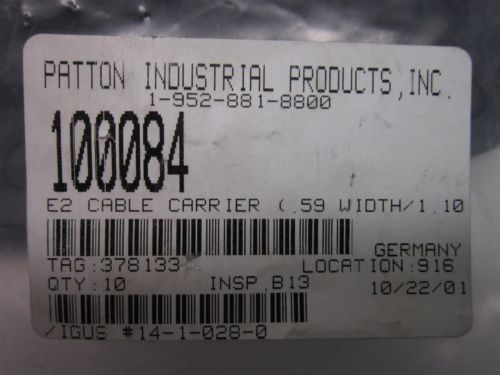 PATTON INDUSTRIAL PRODUCTS, INC.
1-952-881-8800
100084
E2 CABLE CARRIER (.59 WIDTH/1.10
GERMANY
TAG:378133 LOCATION:916
QTY:10 INSP.B13 10/22/01
/IGUS #14-1-028-0